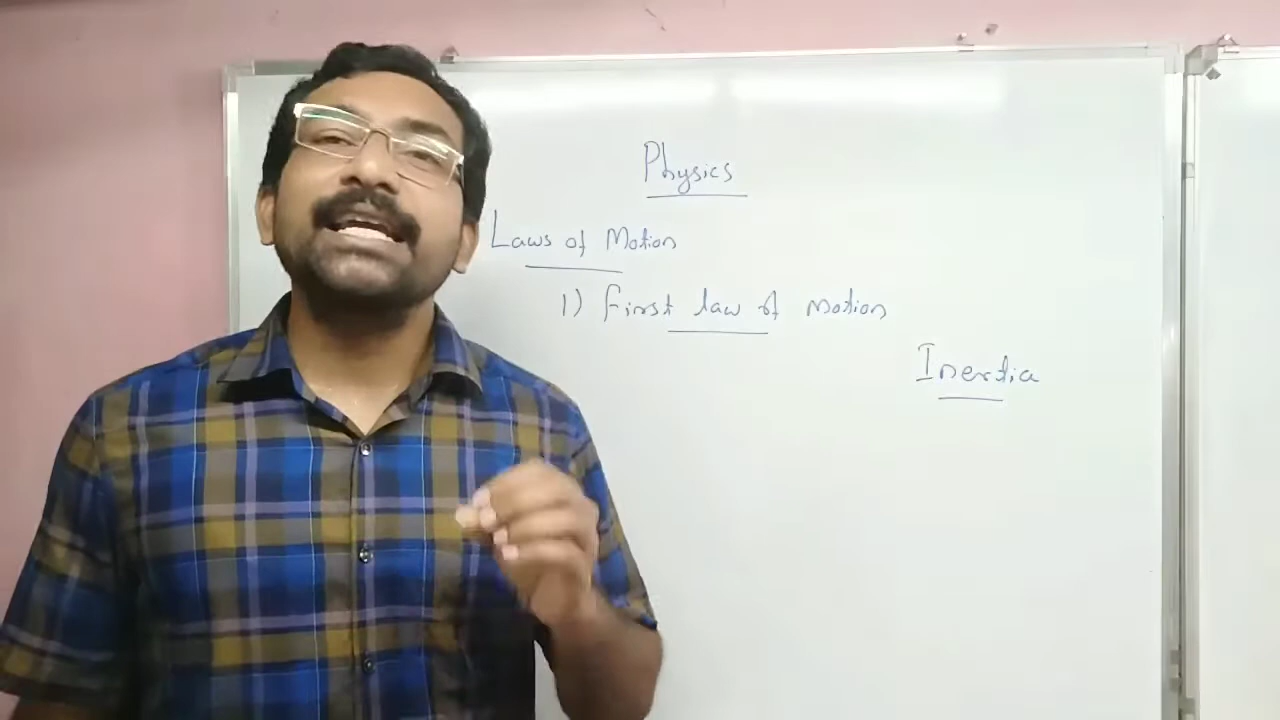 Physics
Laws of Motion
1) First law of motion
Inertia